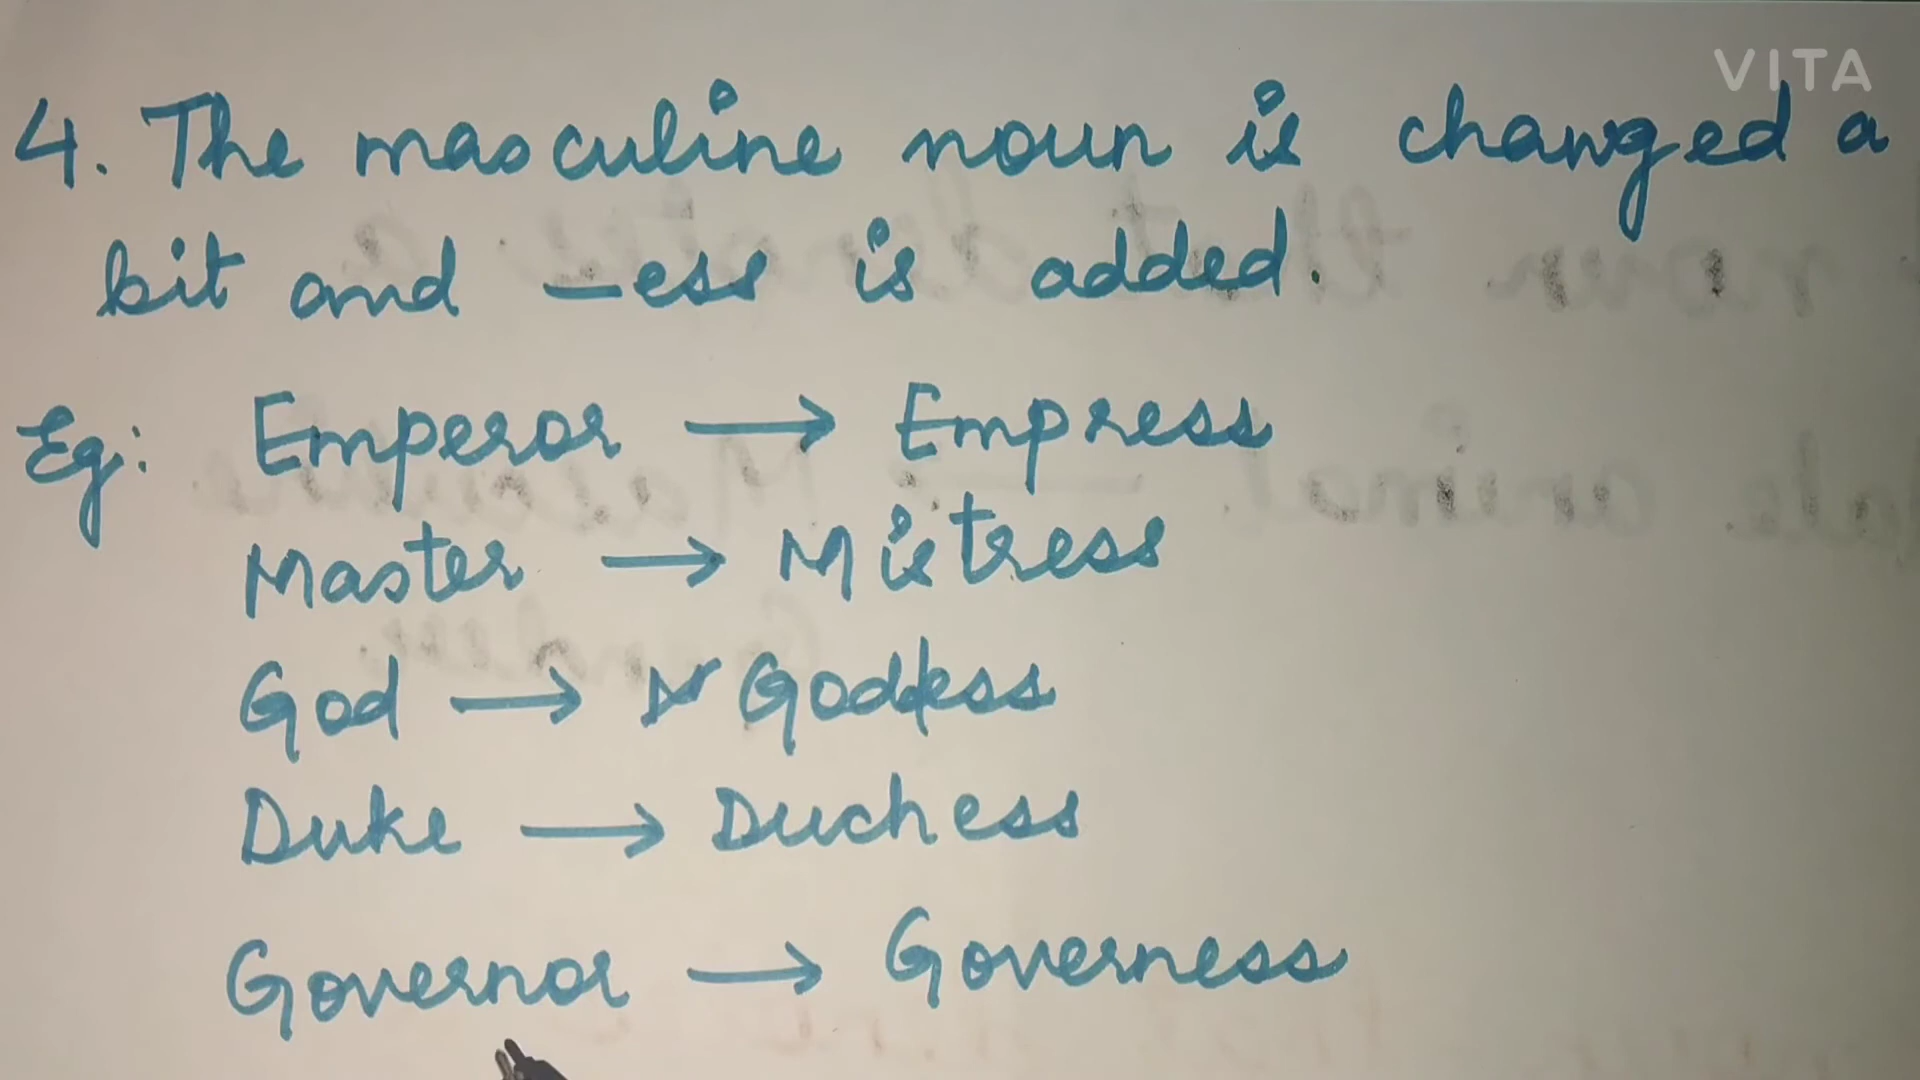 VITA
4. The masculine noun is changed a
bit and -ess is added.
Eg: Emperor → Empress
Master → Mistress
God → Goddess
Duke → Duchess
Governor → Governess